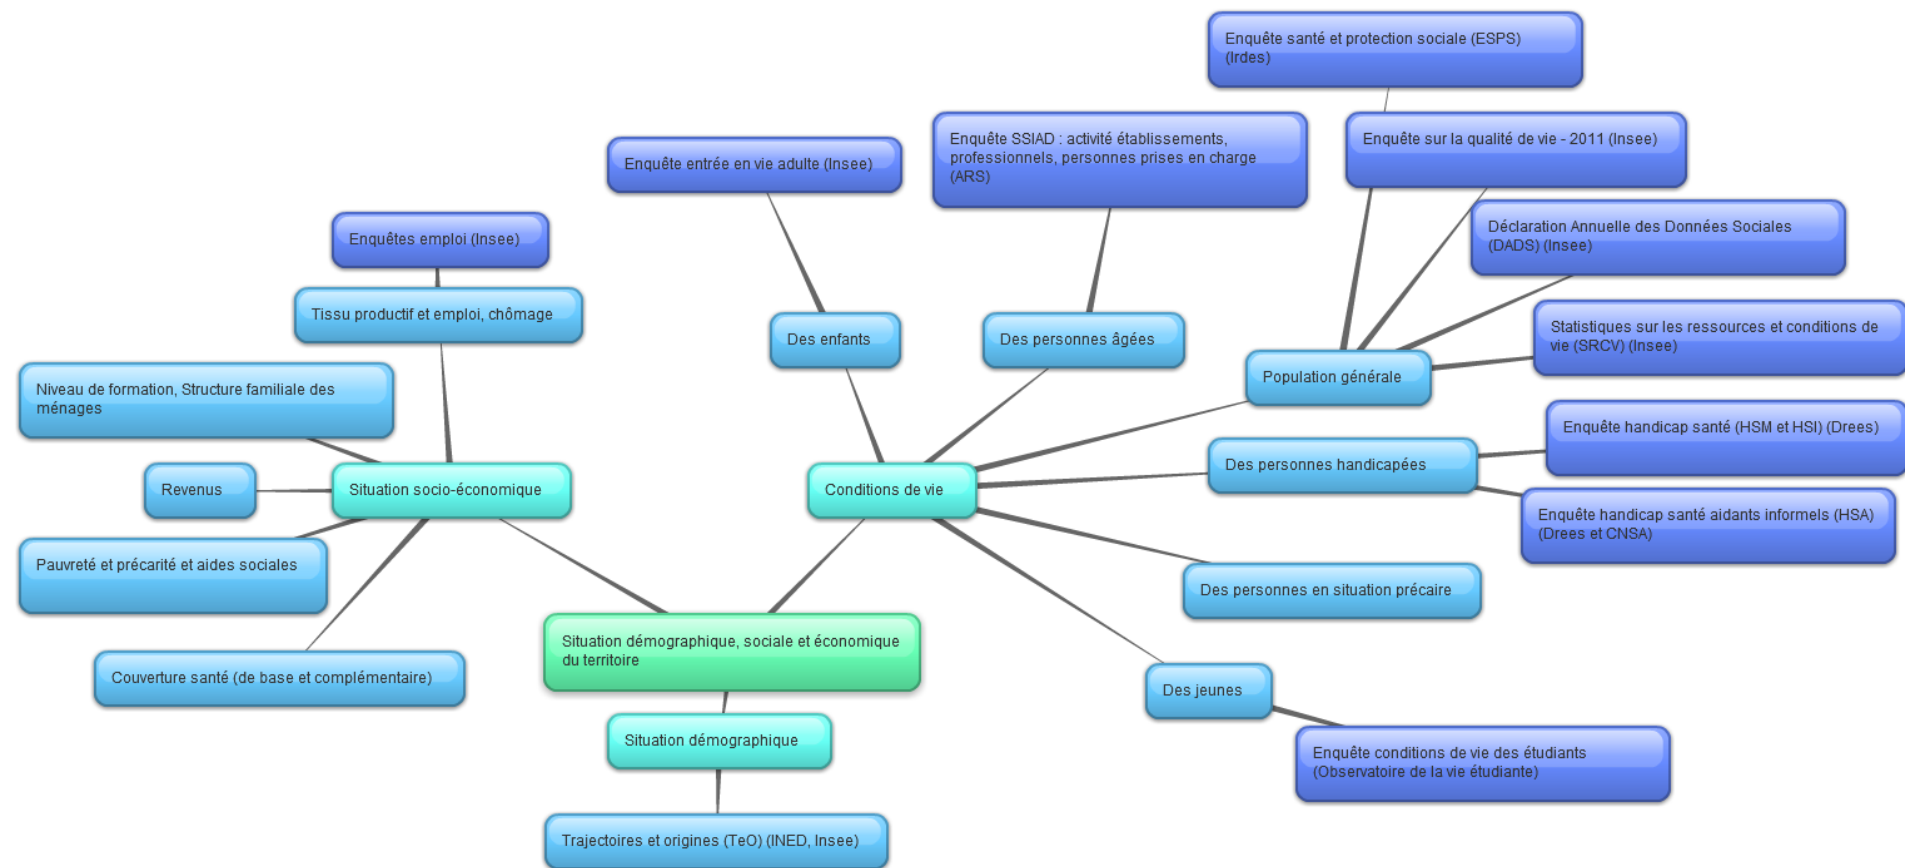 Enquête santé et protection sociale (ESPS)
(Irdes)
Enquête sur la qualité de vie - 2011 (Insee)
Enquête SSIAD : activité établissements,
professionnels, personnes prises en charge
(ARS)
Enquête entrée en vie adulte (Insee)
Déclaration Annuelle des Données Sociales
(DADS) (Insee)
Enquêtes emploi (Insee)
Tissu productif et emploi, chômage
Des enfants
Des personnes âgées
Statistiques sur les ressources et conditions de
vie (SRCV) (Insee)
Population générale
Niveau de formation, Structure familiale des
ménages
Enquête handicap santé (HSM et HSI) (Drees)
Des personnes handicapées
Revenus
Situation socio-économique
Conditions de vie
Enquête handicap santé aidants informels (HSA)
(Drees et CNSA)
Pauvreté et précarité et aides sociales
Des personnes en situation précaire
Situation démographique, sociale et économique
du territoire
Couverture santé (de base et complémentaire)
Des jeunes
Situation démographique
Enquête conditions de vie des étudiants
(Observatoire de la vie étudiante)
Trajectoires et origines (TeO) (INED, Insee)